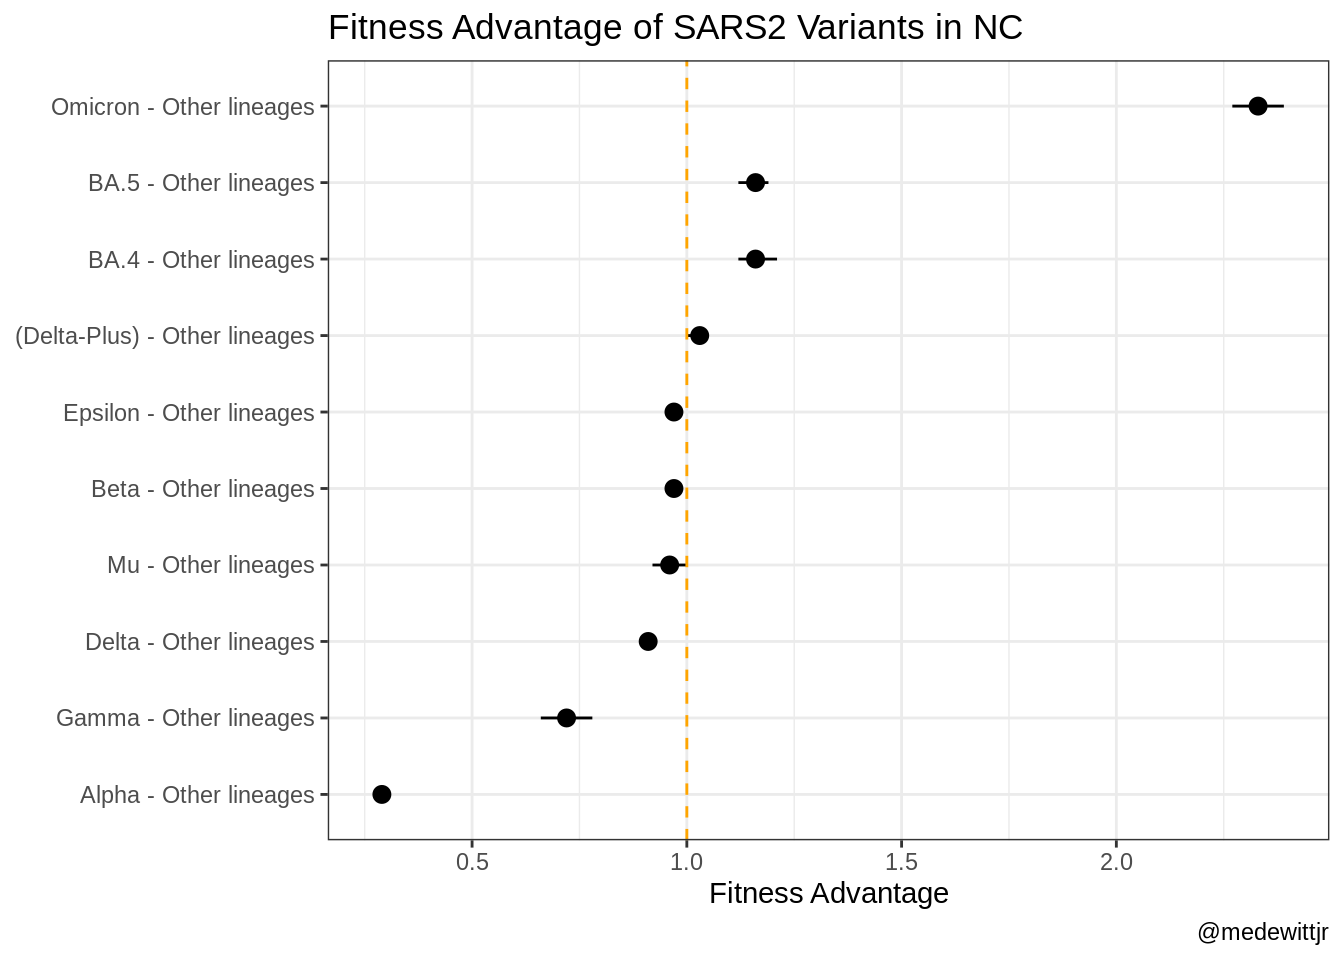 Fitness Advantage of SARS2 Variants in NC
Omicron - Other lineages
BA.5 - Other lineages
BA.4 - Other lineages
(Delta-Plus) - Other lineages
Epsilon - Other lineages
Beta - Other lineages
Mu - Other lineages
Delta - Other lineages
Gamma - Other lineages
Alpha - Other lineages
0.5 1.0 1.5 2.0
Fitness Advantage
@medewittjr